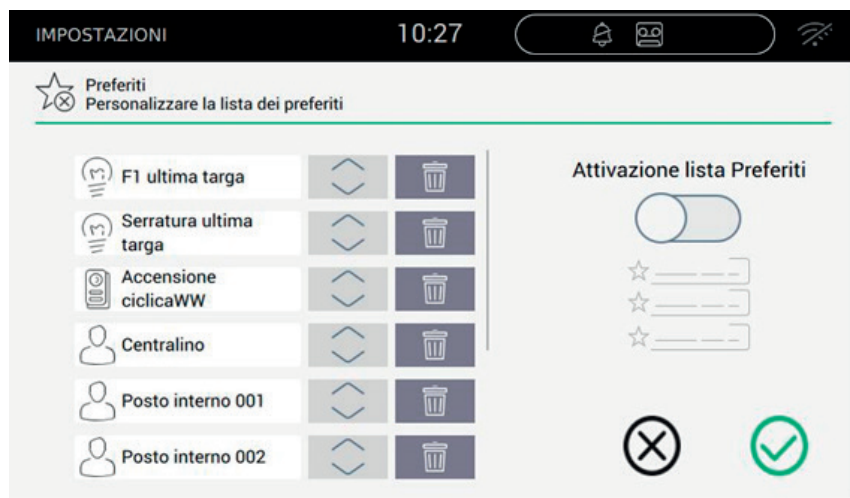 IMPOSTAZIONI
10:27
Preferiti
Personalizzare la lista dei preferiti
F1 ultima targa
Serratura ultima
targa
Accensione
ciclicaWW
Centralino
Posto interno 001
Posto interno 002
Attivazione lista Preferiti